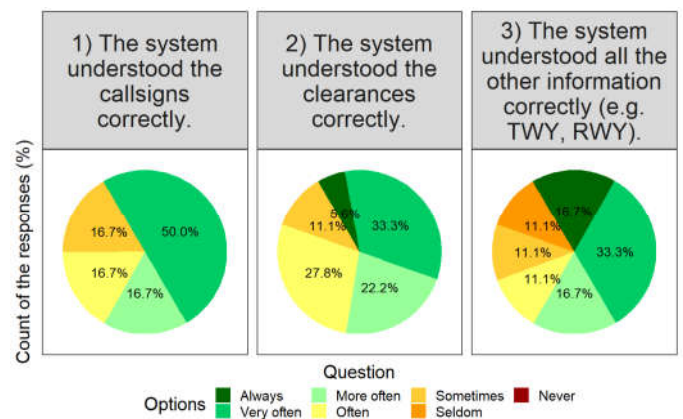 1) The system
understood the
callsigns
correctly.
2) The system
understood the
clearances
correctly.
3) The system
understood all the
other information
correctly (e.g.
TWY, RWY).
Count of the responses (%)
16.7%
50.0%
16.7%
16.7%
5.6%
11.1%
33.3%
27.8%
22.2%
16.7%
11.1%
33.3%
11.1%
11.1%
16.7%
Question
Options
Always
More often
Sometimes
Never
Very often
Often
Seldom